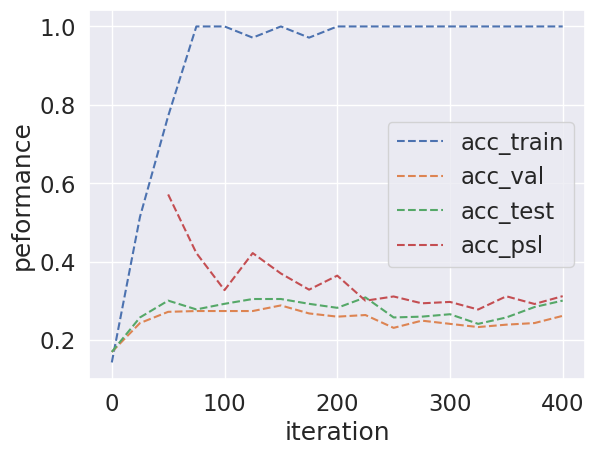 1.0
0.8
0.6
0.4
0.2
peformance
acc_train
acc_val
acc_test
acc_psl
0 100 200 300 400
iteration